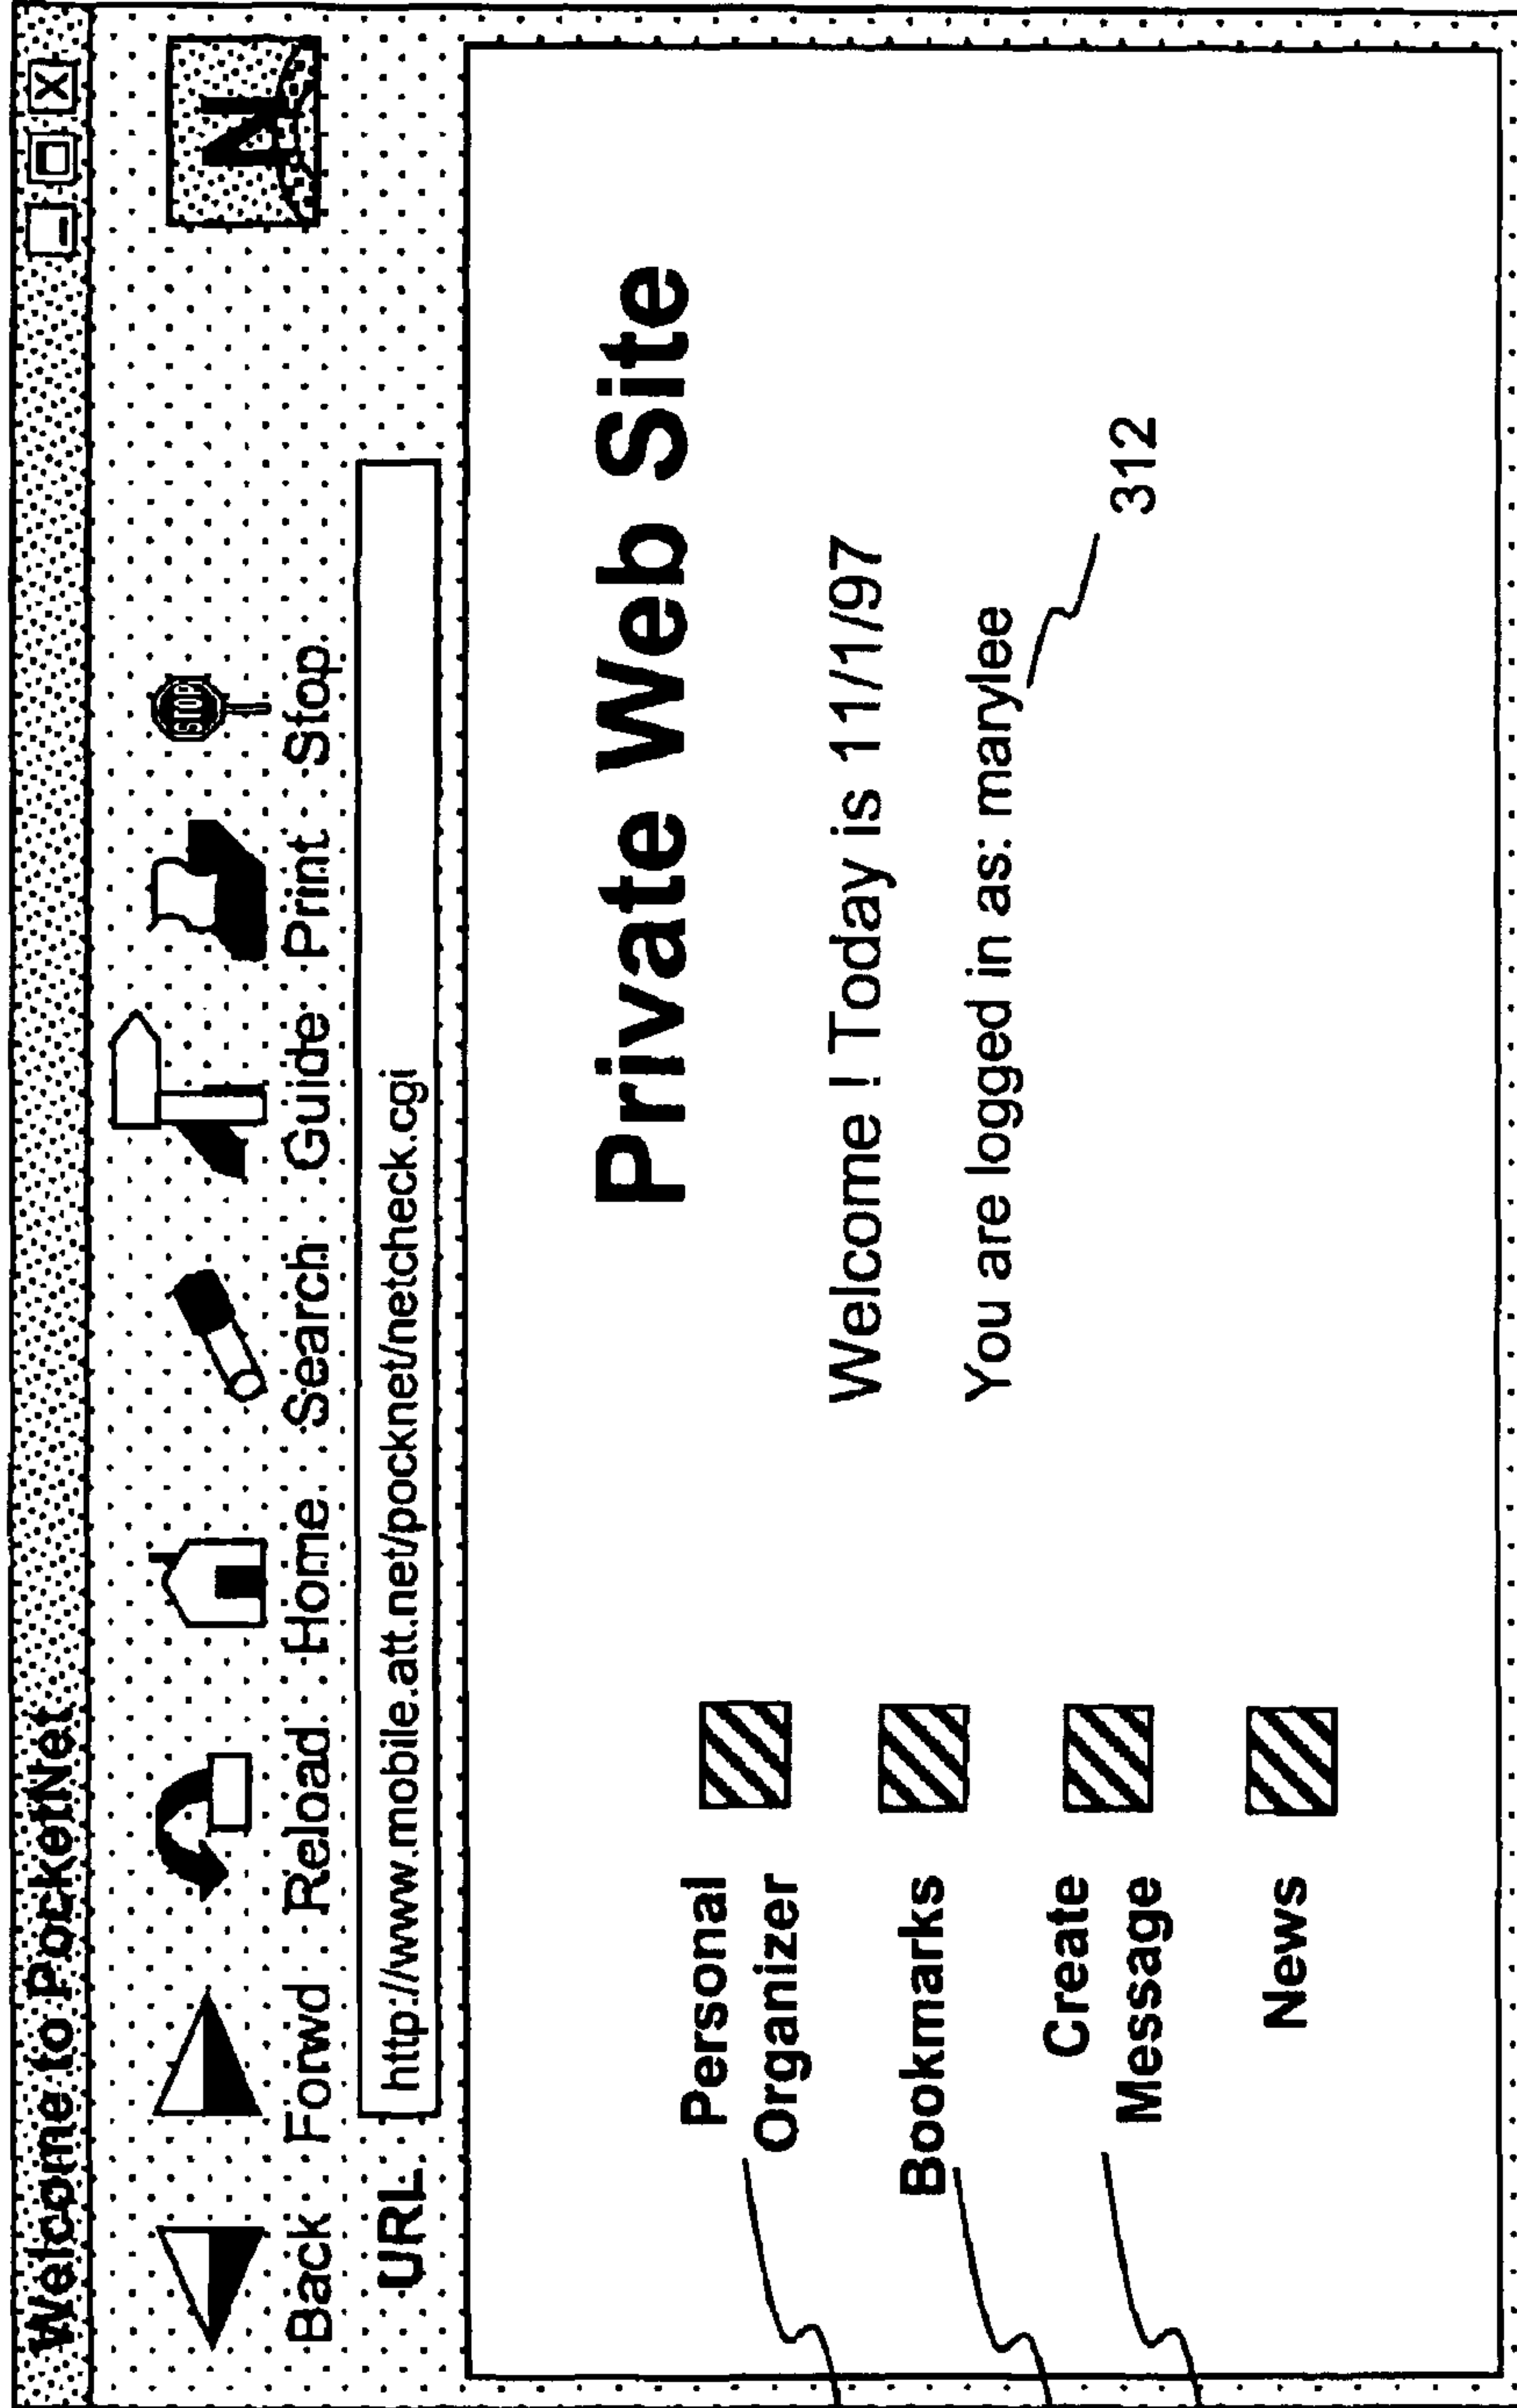 Welcome to PocketNet
N
STOP
Back Forwd Reload Home Search Guide Print Stop
URL http://www.mobile.att.net/pocknet/netcheck.cgi
Private Web Site
Personal
Organizer
Welcome ! Today is 11/1/97
Bookmarks
You are logged in as: marylee
Create
Message
312
News